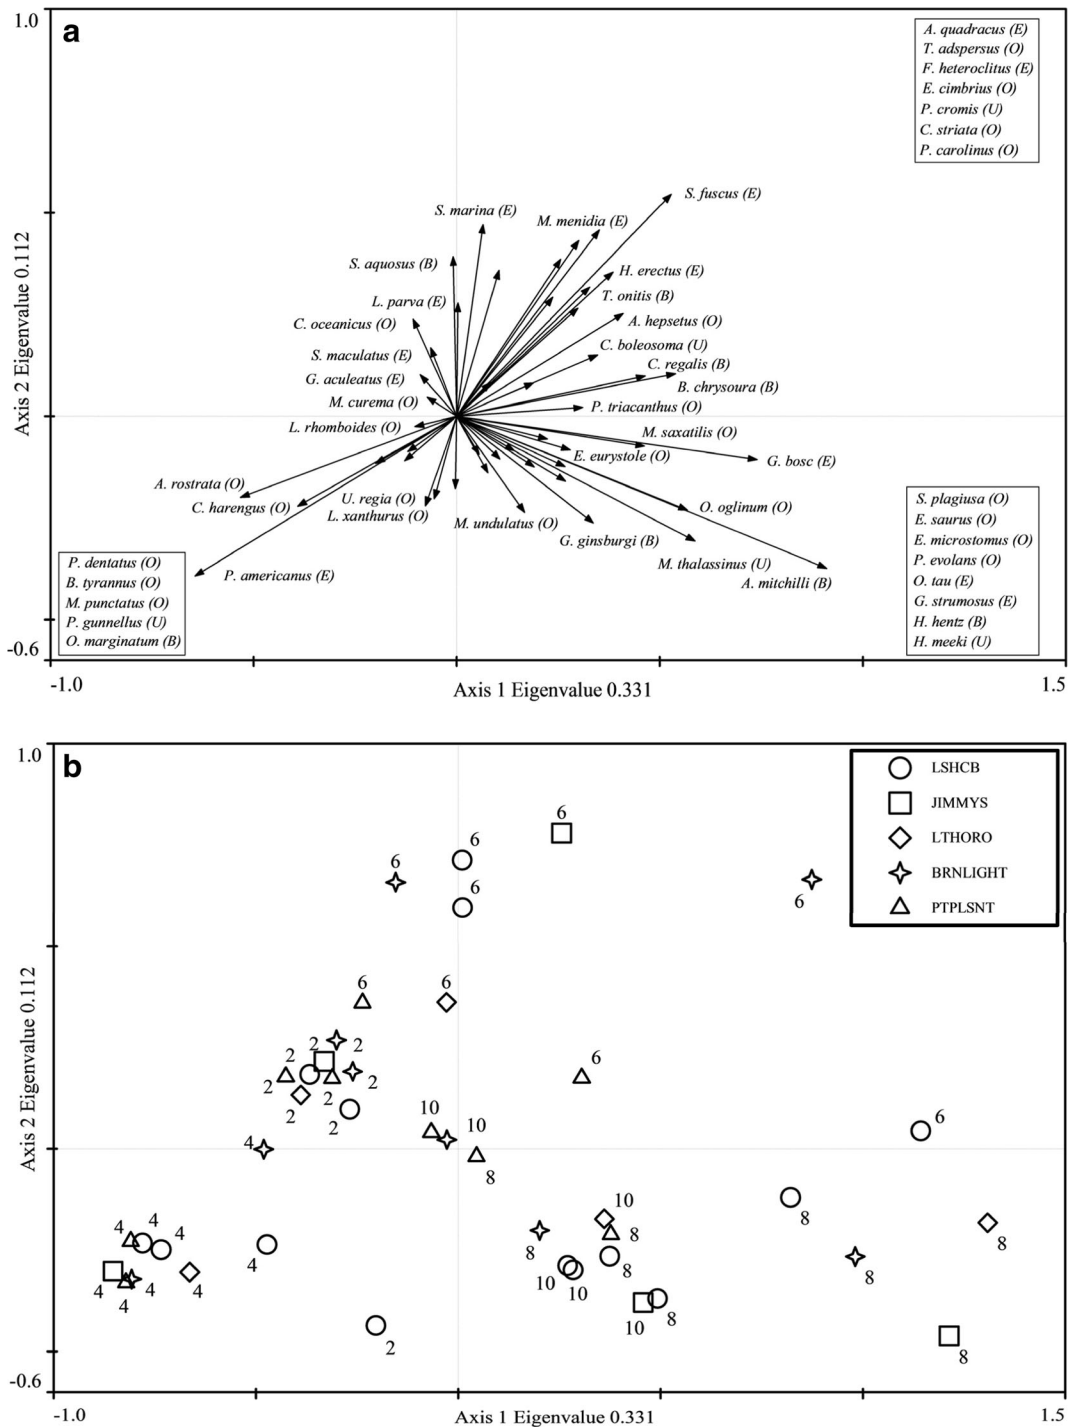 a
1.0
A. quadracus (E)
T. adspersus (O)
F. heteroclitus (E)
E. cimbrius (O)
P. cromis (U)
C. striata (O)
P. carolinus (O)
S. fuscus (E)
S. marina (E)
M. menidia (E)
S. aquosus (B)
H. erectus (E)
L. parva (E)
T. onitis (B)
C. oceanicus (O)
A. hepsetus (O)
S. maculatus (E)
C. boleosoma (U)
C. regalis (B)
G. aculeatus (E)
B. chrysoura (B)
M. curema (O)
P. triacanthus (O)
L. rhomboides (O)
M. saxatilis (O)
E. eurystole (O)
G. bosc (E)
A. rostrata (O)
U. regia (O)
C. harengus (O)
O. oglinum (O)
L. xanthurus (O)
M. undulatus (O)
G. ginsburgi (B)
M. thalassinus (U)
P. americanus (E)
A. mitchilli (B)
P. dentatus (O)
B. tyrannus (O)
M. punctatus (O)
P. gunnellus (U)
O. marginatum (B)
S. plagiusa (O)
E. saurus (O)
E. microstomus (O)
P. evolans (O)
O. tau (E)
G. strumosus (E)
H. hentz (B)
H. meeki (U)
Axis 2 Eigenvalue 0.112
-0.6
-1.0
Axis 1 Eigenvalue 0.331
1.5
b
1.0
LSHCB
JIMMYS
LTHORO
BRNLIGHT
PTPLSNT
6
6
6
6
6
6
6
2
2
2
2
2
2
2
2
6
10
10
6
4
8
4
4
4
10
8
8
8
8
4
4
4
4
4
10
10
8
8
10
8
2
8
Axis 2 Eigenvalue 0.112
-0.6
-1.0
Axis 1 Eigenvalue 0.331
1.5